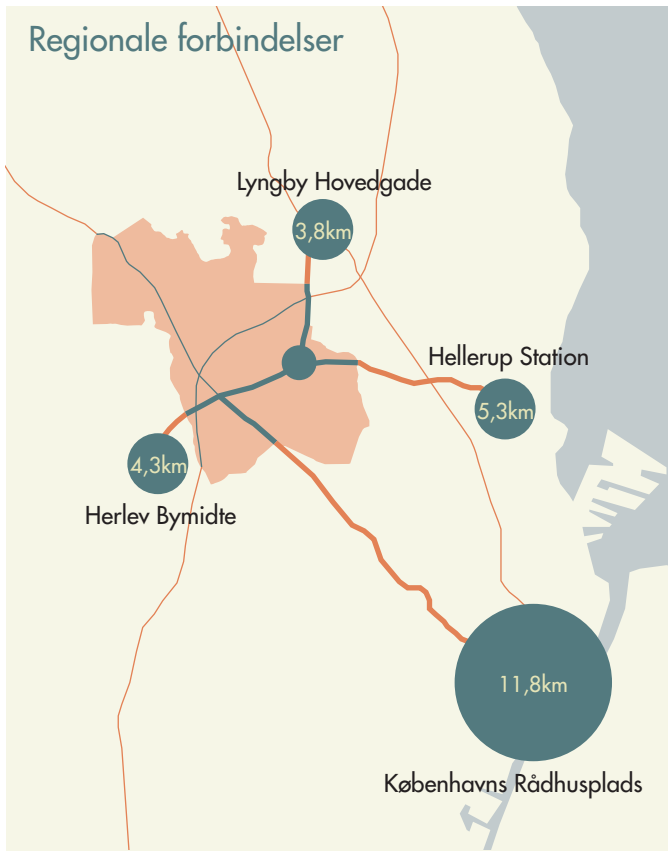 Regionale forbindelser
Lyngby Hovedgade
3,8km
Hellerup Station
5,3km
4,3km
Herlev Bymidte
11,8km
Københavns Rådhusplads